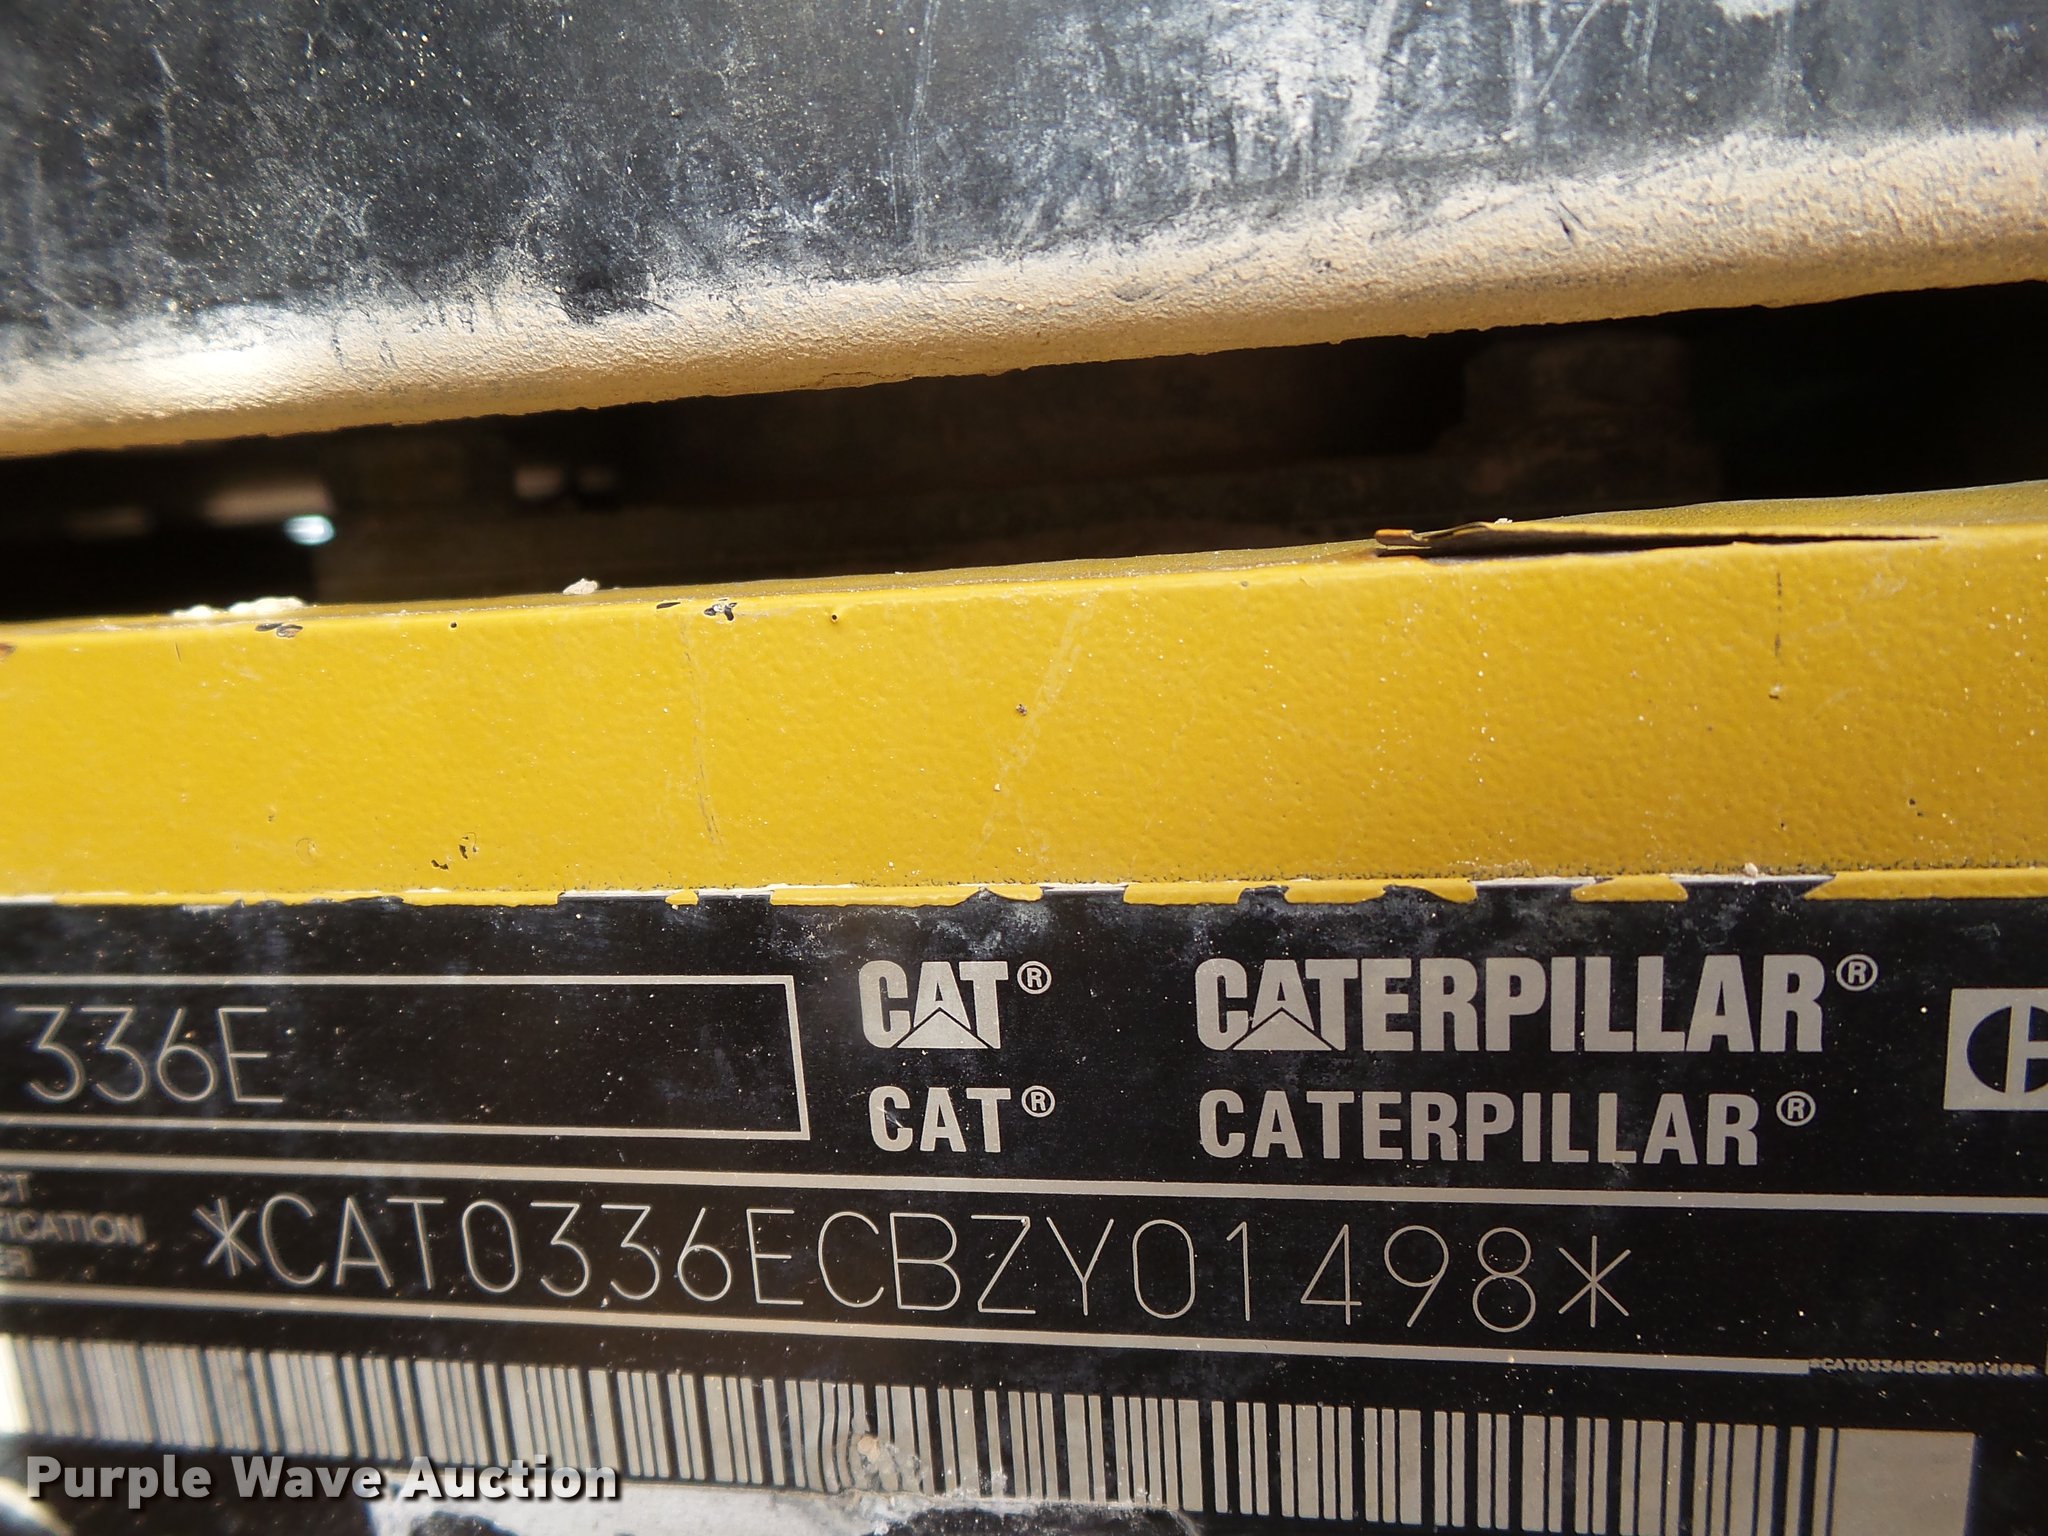 336E
CAT® CATERPILLAR®
CAT® CATERPILLAR®
*CAT0336ECBZY01498*
*CAT0336ECBZY01498*
Purple Wave Auction